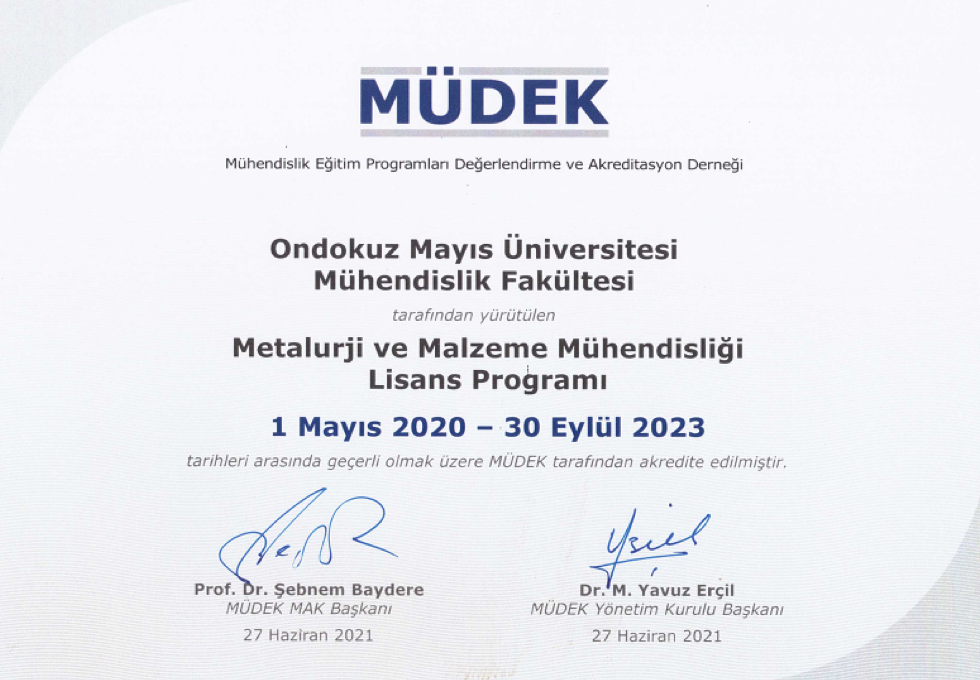 MÜDEK
Mühendislik Eğitim Programları Değerlendirme ve Akreditasyon Derneği
Ondokuz Mayıs Üniversitesi
Mühendislik Fakültesi
tarafından yürütülen
Metalurji ve Malzeme Mühendisliği
Lisans Programı
1 Mayıs 2020 – 30 Eylül 2023
tarihleri arasında geçerli olmak üzere MÜDEK tarafından akredite edilmiştir.
Prof. Dr. Şebnem Baydere
MÜDEK MAK Başkanı
27 Haziran 2021
Dr. M. Yavuz Erçil
MÜDEK Yönetim Kurulu Başkanı
27 Haziran 2021